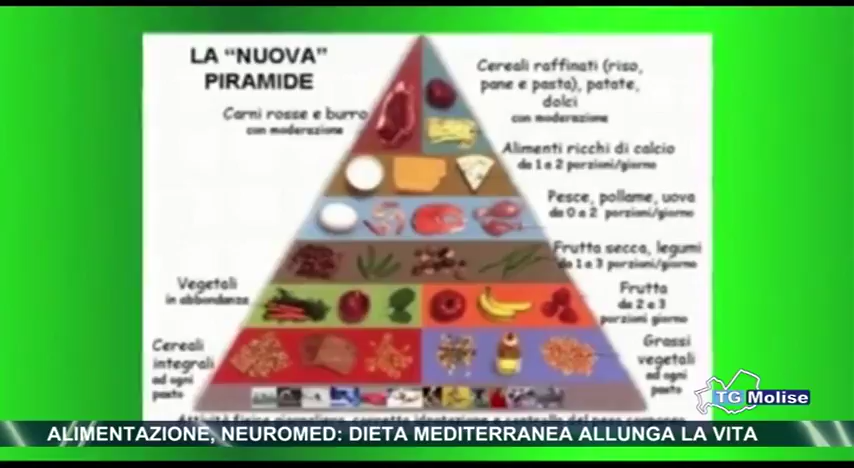 LA “NUOVA”
PIRAMIDE
Carni rosse e burro
con moderazione
Cereali raffinati (riso,
pane e pasta), patate,
dolci
con moderazione
Alimenti ricchi di calcio
da 1 a 2 porzioni/giorno
Pesce, pollame, uova
da 0 a 2 porzioni/giorno
Frutta secca, legumi
da 1 a 3 porzioni/giorno
Vegetali
in abbondanza
Frutta
da 2 a 3
porzioni giorno
Cereali
integrali
ad ogni
pasto
Grassi
vegetali
ad ogni
pasto
TG Molise
ALIMENTAZIONE, NEUROMED: DIETA MEDITERRANEA ALLUNGA LA VITA